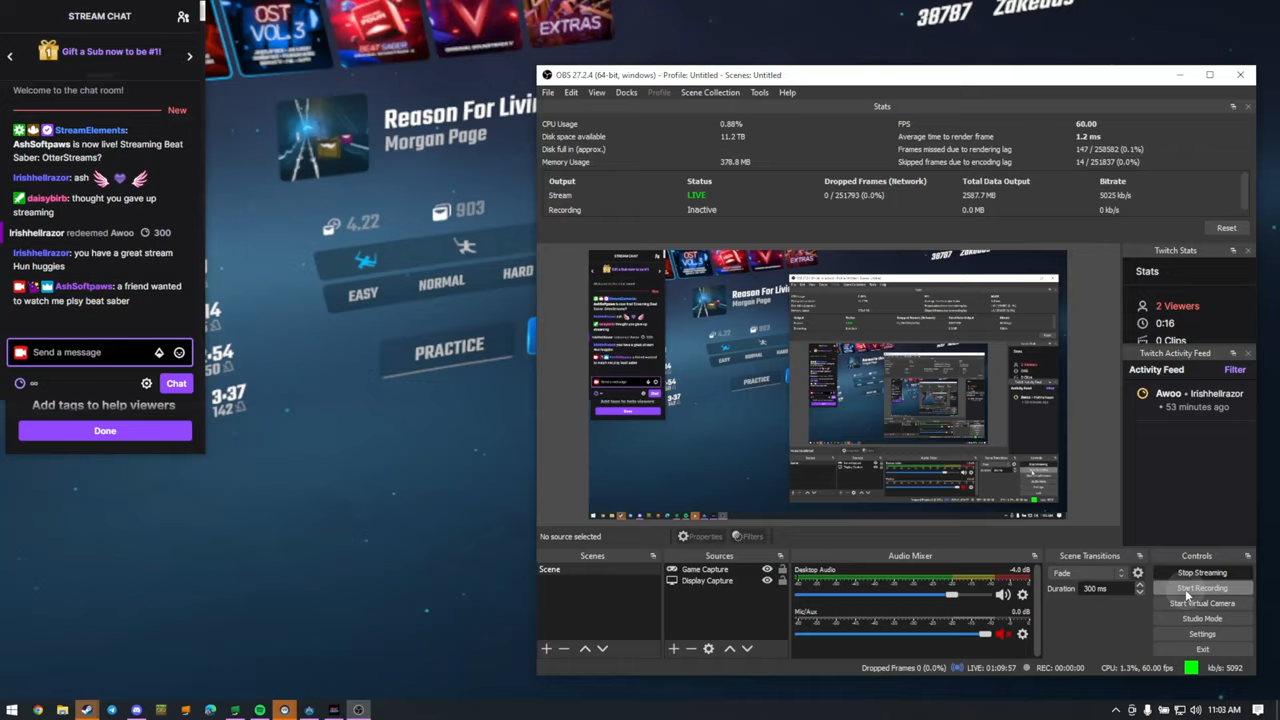 STREAM CHAT
Gift a Sub now to be #1!
Welcome to the chat room!
New
StreamElements:
AshSoftpaws is now live! Streaming Beat
Saber: OtterStreams?
Irishhellrazor: ash
daisybirb: thought you gave up
streaming
Irishhellrazor redeemed Awoo 300
Irishhellrazor: you have a great stream
Hun huggies
AshSoftpaws: a friend wanted
to watch me play beat saber
Send a message
Chat
Add tags to help viewers
Done
OST
VOL.3
BEAT SABER
ORIGINAL SOUNDTRACK V
EXTRAS
38787
Reason For Livi
Morgan Page
4.22
903
EASY
NORMAL
HARD
PRACTICE
:54
3:37
142
OBS 27.2.4 (64-bit, windows) - Profile: Untitled - Scenes: Untitled
File Edit View Docks Profile Scene Collection Tools Help
Stats
CPU Usage 0.88% FPS 60.00
Disk space available 11.2 TB Average time to render frame 1.2 ms
Disk full in (approx.) Frames missed due to rendering lag 147 / 258582 (0.1%)
Memory Usage 378.8 MB Skipped frames due to encoding lag 14 / 251837 (0.0%)
Output Status Dropped Frames (Network) Total Data Output Bitrate
Stream LIVE 0 / 251793 (0.0%) 2587.7 MB 5025 kb/s
Recording Inactive 0.0 MB 0 kb/s
Reset
Twitch Stats
Stats
2 Viewers
0:16
Twitch Activity Feed
Activity Feed Filter
Awoo • Irishhellrazor
• 53 minutes ago
No source selected Properties Filters
Scenes Sources Audio Mixer Scene Transitions Controls
Scene
Game Capture
Display Capture
Desktop Audio -4.0 dB
Mic/Aux 0.0 dB
Fade
Duration 300 ms
Stop Streaming
Start Recording
Start Virtual Camera
Studio Mode
Settings
Exit
Dropped Frames 0 (0.0%) LIVE: 01:09:57 REC: 00:00:00 CPU: 1.3%, 60.00 fps kb/s: 5092
11:03 AM